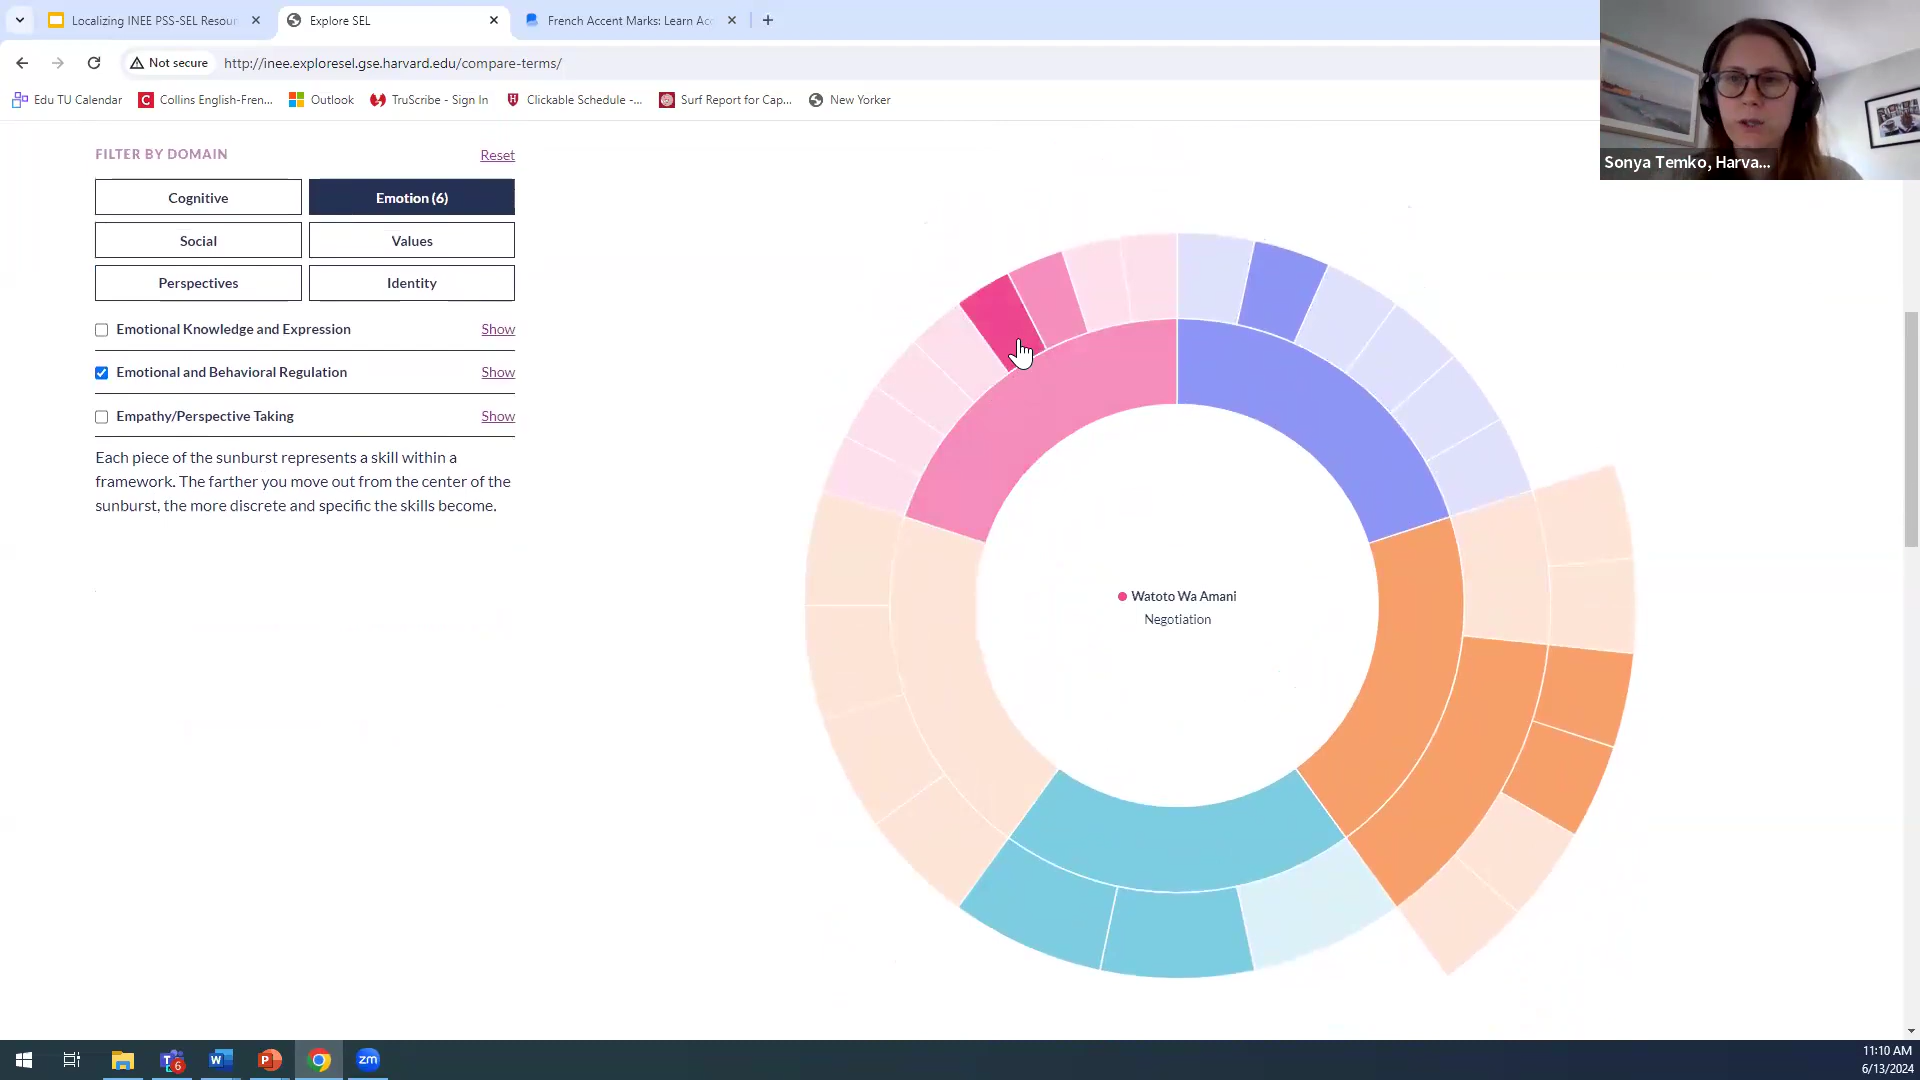 Localizing INEE PSS-SEL Resour
Explore SEL
French Accent Marks: Learn Acc
Not secure
http://inee.exploresel.gse.harvard.edu/compare-terms/
Edu TU Calendar
Collins English-Fren...
Outlook
TruScribe - Sign In
Clickable Schedule -...
Surf Report for Cap...
New Yorker
Sonya Temko, Harva...
FILTER BY DOMAIN
Reset
Cognitive
Emotion (6)
Social
Values
Perspectives
Identity
Emotional Knowledge and Expression
Show
Emotional and Behavioral Regulation
Show
Empathy/Perspective Taking
Show
Each piece of the sunburst represents a skill within a
framework. The farther you move out from the center of the
sunburst, the more discrete and specific the skills become.
Watoto Wa Amani
Negotiation
6
zm
11:10 AM
6/13/2024